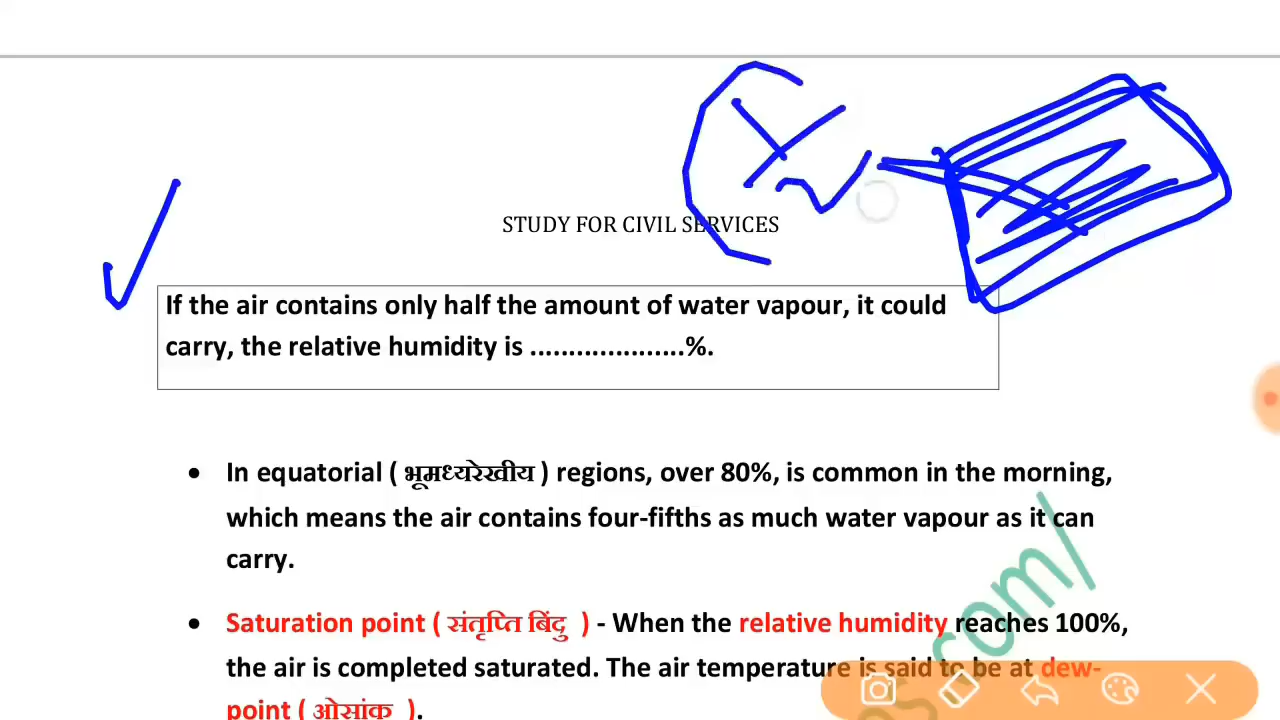 STUDY FOR CIVIL SERVICES
If the air contains only half the amount of water vapour, it could
carry, the relative humidity is .....................%.
• In equatorial ( भूमध्यरेखीय ) regions, over 80%, is common in the morning,
which means the air contains four-fifths as much water vapour as it can
carry.
• Saturation point ( संतृप्ति बिंदु ) - When the relative humidity reaches 100%,
the air is completed saturated. The air temperature is said to be at dew-
point ( ओसांक ).
s.com/